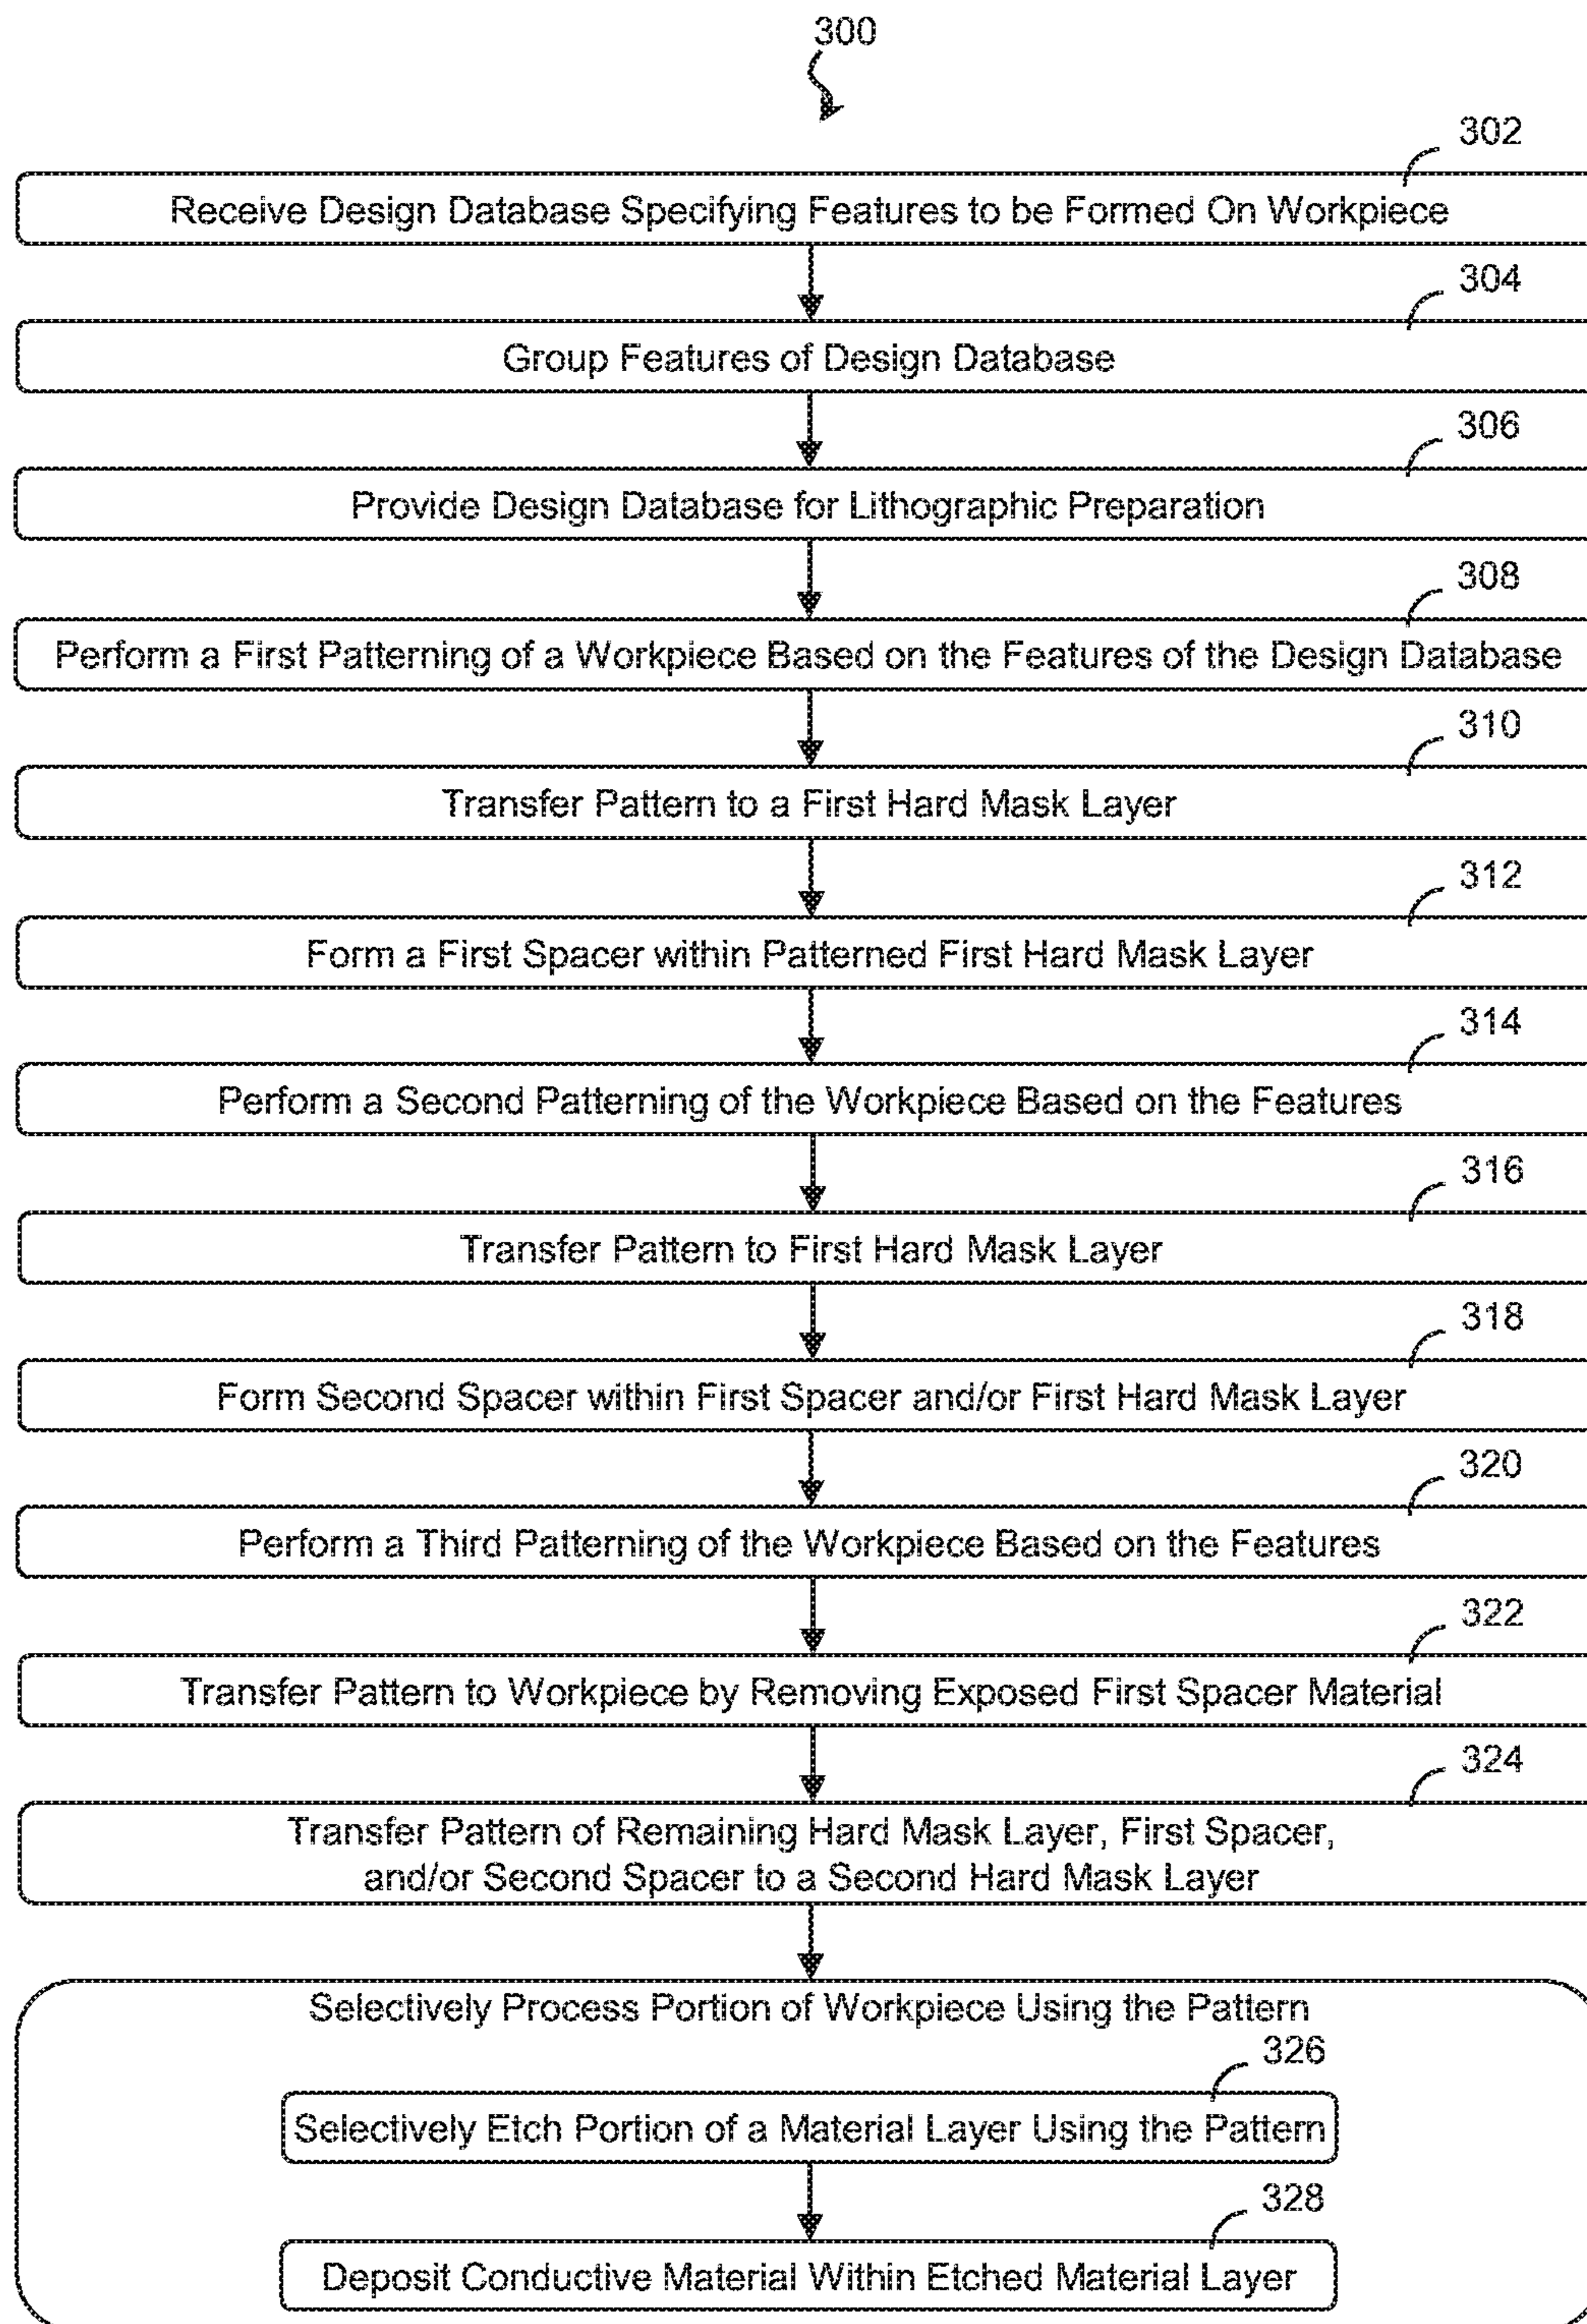 300
302
Receive Design Database Specifying Features to be Formed On Workpiece
304
Group Features of Design Database
306
Provide Design Database for Lithographic Preparation
308
Perform a First Patterning of a Workpiece Based on the Features of the Design Database
310
Transfer Pattern to a First Hard Mask Layer
312
Form a First Spacer within Patterned First Hard Mask Layer
314
Perform a Second Patterning of the Workpiece Based on the Features
316
Transfer Pattern to First Hard Mask Layer
318
Form Second Spacer within First Spacer and/or First Hard Mask Layer
320
Perform a Third Patterning of the Workpiece Based on the Features
322
Transfer Pattern to Workpiece by Removing Exposed First Spacer Material
324
Transfer Pattern of Remaining Hard Mask Layer, First Spacer,
and/or Second Spacer to a Second Hard Mask Layer
Selectively Process Portion of Workpiece Using the Pattern
326
Selectively Etch Portion of a Material Layer Using the Pattern
328
Deposit Conductive Material Within Etched Material Layer